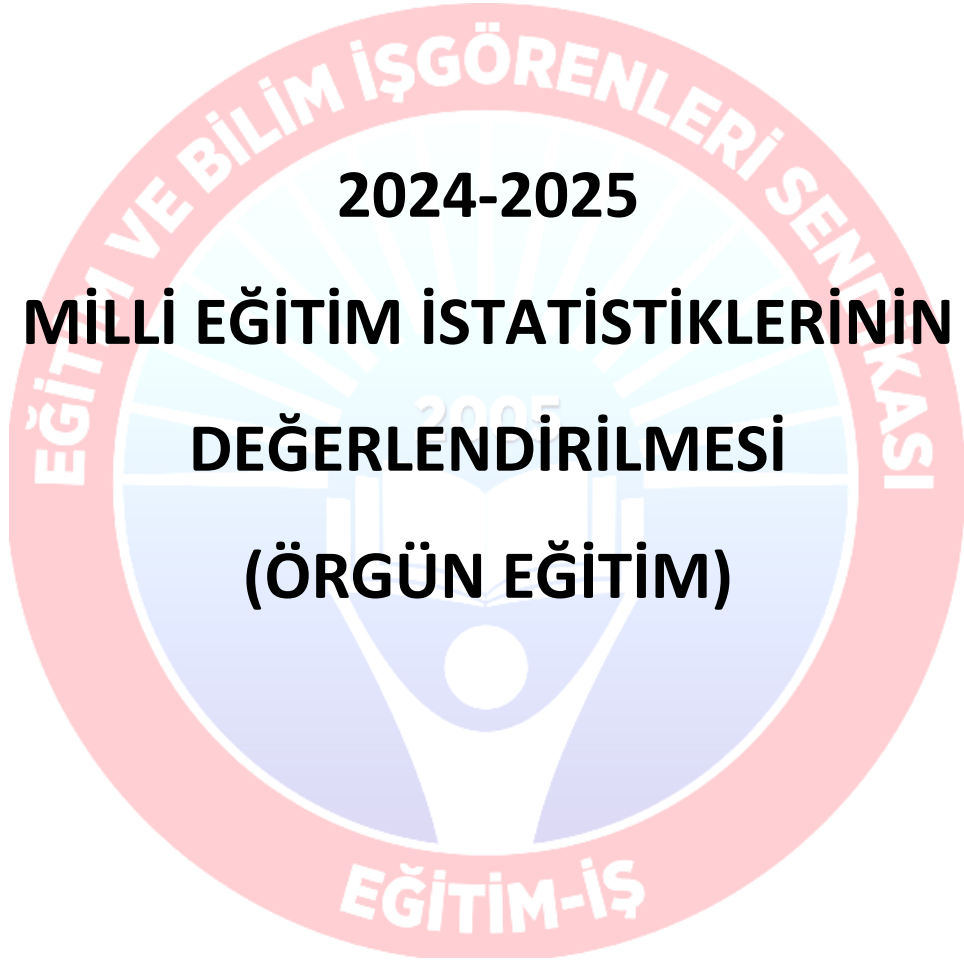 EĞİTİM VE BİLİM İŞGÖRENLERİ SENDİKASI
2024-2025
MİLLİ EĞİTİM İSTATİSTİKLERİNİN
2005
DEĞERLENDİRİLMESİ
(ÖRGÜN EĞİTİM)
EĞİTİM-İŞ